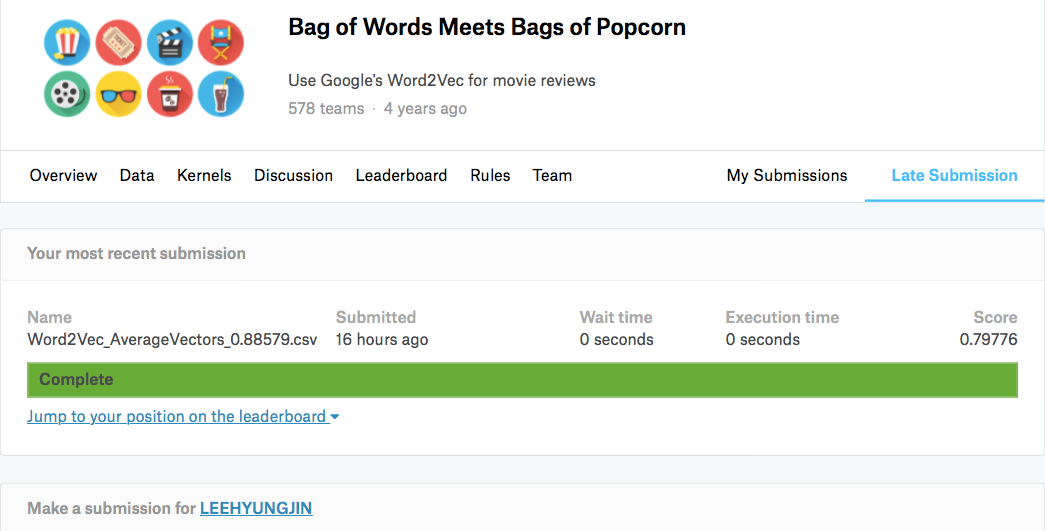 Bag of Words Meets Bags of Popcorn
Use Google's Word2Vec for movie reviews
578 teams · 4 years ago
Overview Data Kernels Discussion Leaderboard Rules Team My Submissions Late Submission
Your most recent submission
Name Submitted Wait time Execution time Score
Word2Vec_AverageVectors_0.88579.csv 16 hours ago 0 seconds 0 seconds 0.79776
Complete
Jump to your position on the leaderboard
Make a submission for LEEHYUNGJIN